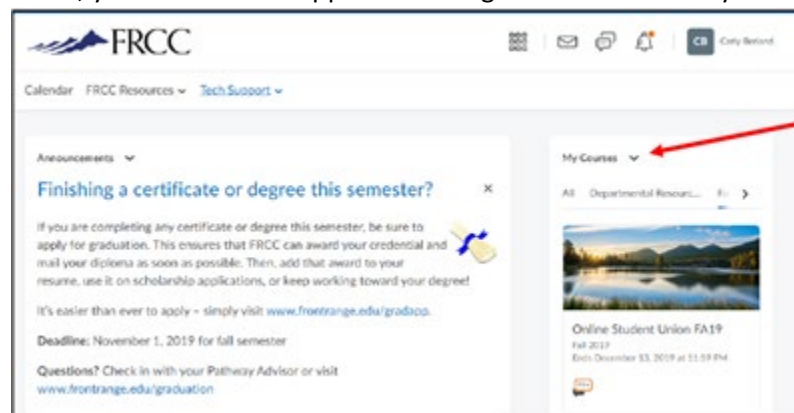 FRCC
CB
Calendar FRCC Resources Tech Support
Announcements
Finishing a certificate or degree this semester?
If you are completing any certificate or degree this semester, be sure to
apply for graduation. This ensures that FRCC can award your credential and
mail your diploma as soon as possible. Then, add that award to your
resume, use it on scholarship applications, or keep working toward your degree!
It's easier than ever to apply – simply visit www.frontrange.edu/gradapp.
Deadline: November 1, 2019 for fall semester
Questions? Check in with your Pathway Advisor or visit
www.frontrange.edu/graduation
My Courses
All Departmental Resourc...
Online Student Union FA19
Fall 2019
Ends December 13, 2019 at 11:59 PM